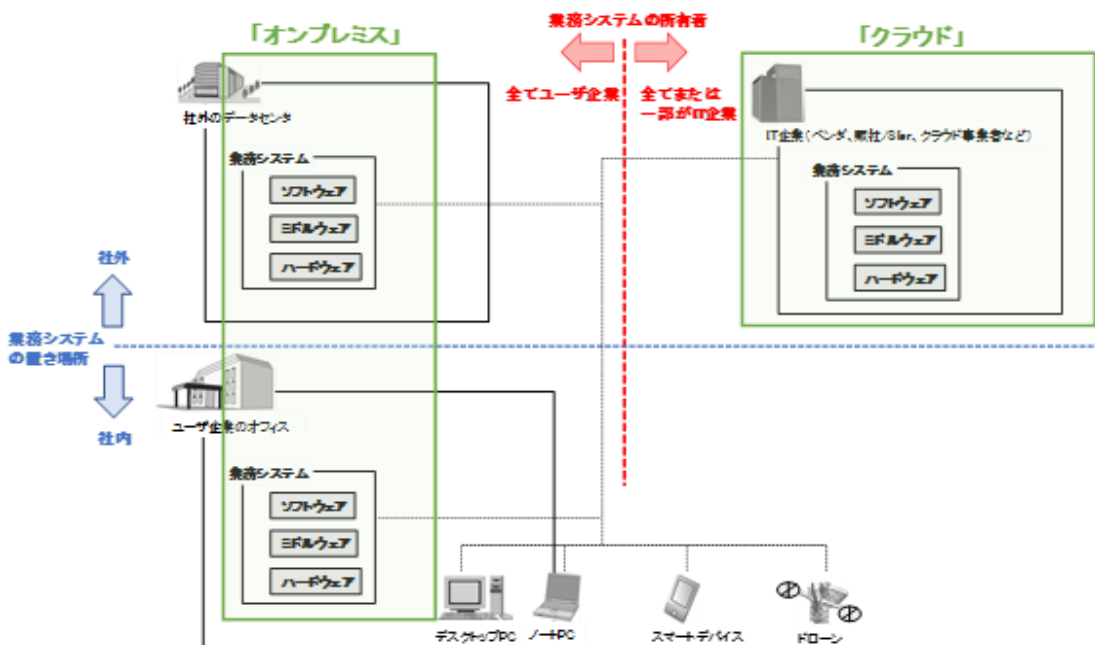 業務システムの所有者
「オンプレミス」
「クラウド」
全てユーザ企業
全てまたは
一部がIT企業
社外のデータセンタ
IT企業(ベンダ、販社/SIer、クラウド事業者など)
業務システム
ソフトウェア
ミドルウェア
ハードウェア
業務システム
ソフトウェア
ミドルウェア
ハードウェア
社外
業務システム
の置き場所
社内
ユーザ企業のオフィス
業務システム
ソフトウェア
ミドルウェア
ハードウェア
デスクトップPC
ノートPC
スマートデバイス
ドローン